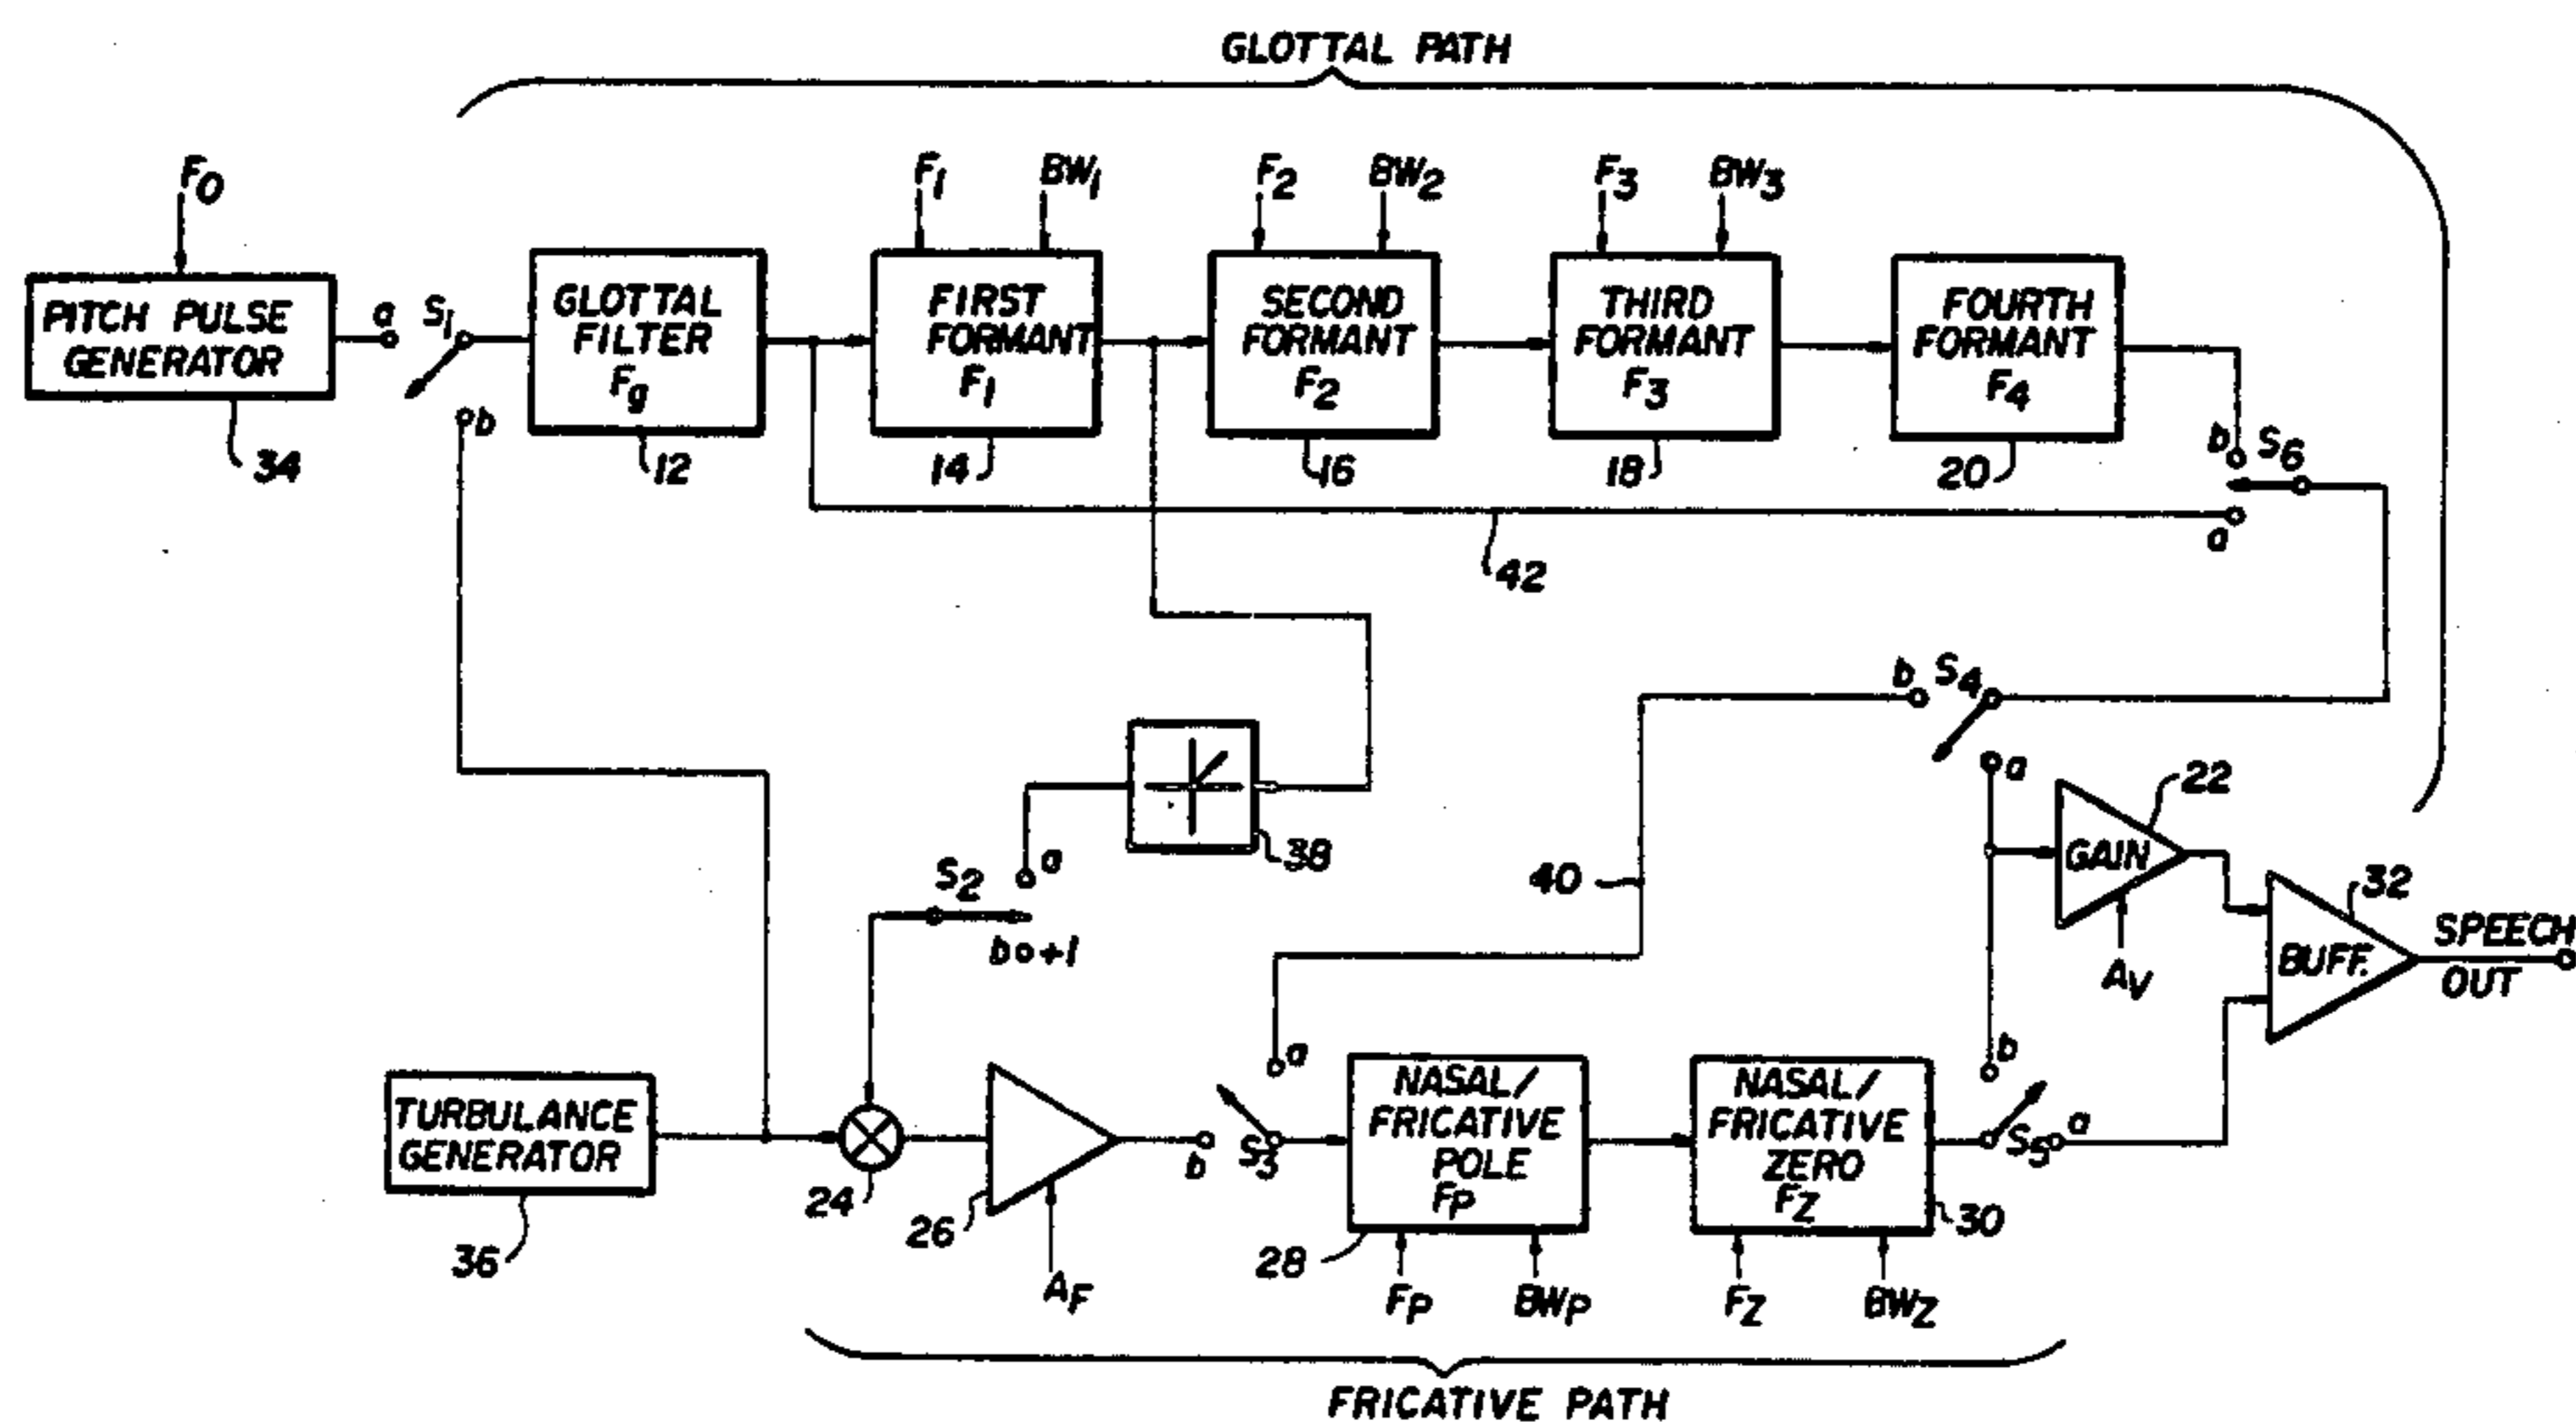 GLOTTAL PATH
F0
F1
BW1
F2
BW2
F3
BW3
PITCH PULSE
GENERATOR
34
a
S1
b
GLOTTAL
FILTER
Fg
12
FIRST
FORMANT
F1
14
SECOND
FORMANT
F2
16
THIRD
FORMANT
F3
18
FOURTH
FORMANT
F4
20
b
S6
a
42
b
S4
a
38
22
GAIN
AV
S2
a
b +1
40
32
BUFF.
SPEECH
OUT
TURBULANCE
GENERATOR
36
24
26
AF
a
b
S3
NASAL/
FRICATIVE
POLE
FP
28
FP
BWP
NASAL/
FRICATIVE
ZERO
FZ
30
FZ
BWZ
b
S5
a
FRICATIVE PATH